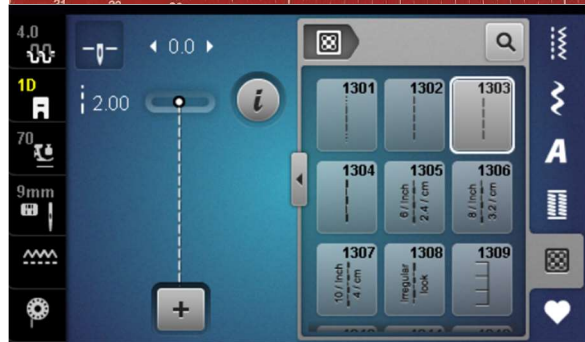 4.0
1D
70
9mm
0.0
2.00
i
1301
1302
1303
1304
1305
6 / Inch
2.4 / cm
1306
8 / Inch
3.2 / cm
1307
10 / Inch
4 / cm
1308
Irregular
look
1309
A